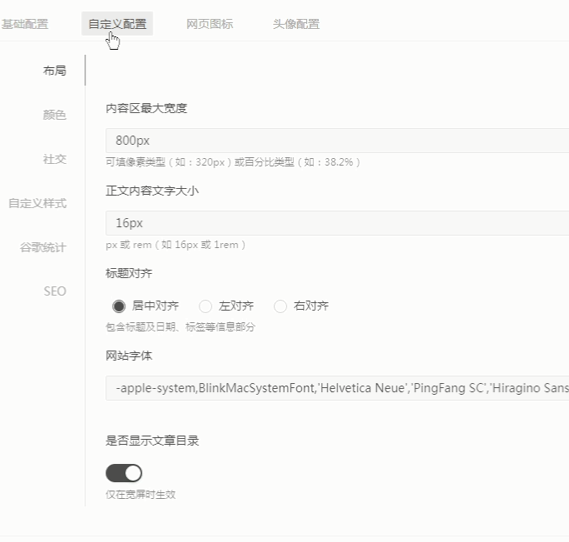 基础配置 自定义配置 网页图标 头像配置
布局
颜色
社交
自定义样式
谷歌统计
SEO
内容区最大宽度
800px
可填像素类型（如：320px）或百分比类型（如：38.2%）
正文内容文字大小
16px
px 或 rem（如 16px 或 1rem）
标题对齐
居中对齐 左对齐 右对齐
包含标题及日期、标签等信息部分
网站字体
-apple-system,BlinkMacSystemFont,'Helvetica Neue','PingFang SC','Hiragino Sans
是否显示文章目录
仅在宽屏时生效